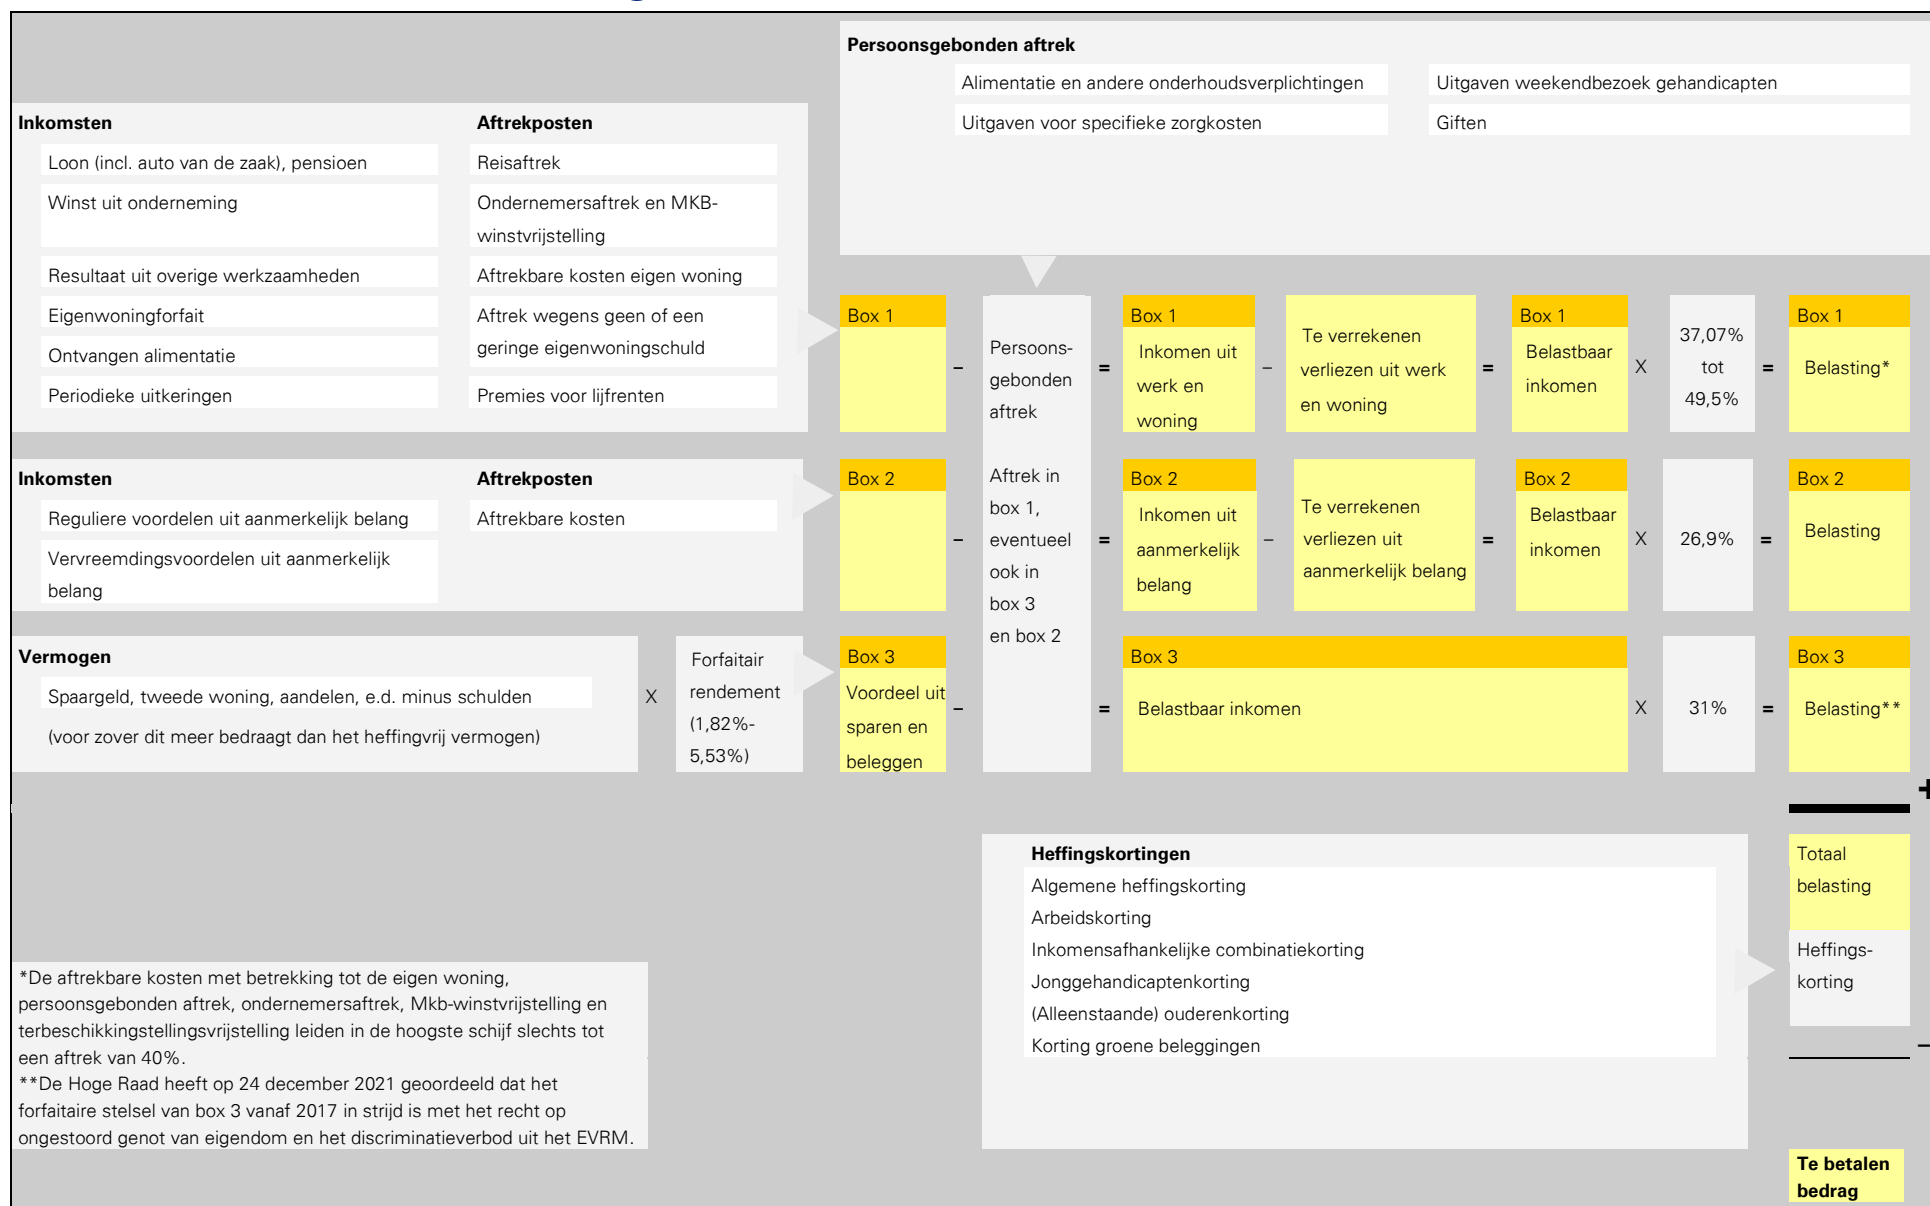 Persoonsgebonden aftrek
Alimentatie en andere onderhoudsverplichtingen
Uitgaven weekendbezoek gehandicapten
Uitgaven voor specifieke zorgkosten
Giften
Inkomsten
Aftrekposten
Loon (incl. auto van de zaak), pensioen
Reisaftrek
Winst uit onderneming
Ondernemersaftrek en MKB-
winstvrijstelling
Resultaat uit overige werkzaamheden
Aftrekbare kosten eigen woning
Eigenwoningforfait
Aftrek wegens geen of een
geringe eigenwoningschuld
Ontvangen alimentatie
Periodieke uitkeringen
Premies voor lijfrenten
Box 1
–
Persoons-
gebonden
aftrek
Aftrek in
box 1,
eventueel
ook in
box 3
en box 2
=
Box 1
Inkomen uit
werk en
woning
–
Te verrekenen
verliezen uit werk
en woning
=
Box 1
Belastbaar
inkomen
X
37,07%
tot
49,5%
=
Box 1
Belasting*
Inkomsten
Aftrekposten
Reguliere voordelen uit aanmerkelijk belang
Aftrekbare kosten
Vervreemdingsvoordelen uit aanmerkelijk
belang
Box 2
–
=
Box 2
Inkomen uit
aanmerkelijk
belang
–
Te verrekenen
verliezen uit
aanmerkelijk belang
=
Box 2
Belastbaar
inkomen
X
26,9%
=
Box 2
Belasting
Vermogen
Spaargeld, tweede woning, aandelen, e.d. minus schulden
(voor zover dit meer bedraagt dan het heffingvrij vermogen)
X
Forfaitair
rendement
(1,82%-
5,53%)
Box 3
Voordeel uit
sparen en
beleggen
–
=
Box 3
Belastbaar inkomen
X
31%
=
Box 3
Belasting**
+
Heffingskortingen
Algemene heffingskorting
Arbeidskorting
Inkomensafhankelijke combinatiekorting
Jonggehandicaptenkorting
(Alleenstaande) ouderenkorting
Korting groene beleggingen
Totaal
belasting
Heffings-
korting
–
*De aftrekbare kosten met betrekking tot de eigen woning,
persoonsgebonden aftrek, ondernemersaftrek, Mkb-winstvrijstelling en
terbeschikkingstellingsvrijstelling leiden in de hoogste schijf slechts tot
een aftrek van 40%.
**De Hoge Raad heeft op 24 december 2021 geoordeeld dat het
forfaitaire stelsel van box 3 vanaf 2017 in strijd is met het recht op
ongestoord genot van eigendom en het discriminatieverbod uit het EVRM.
Te betalen
bedrag